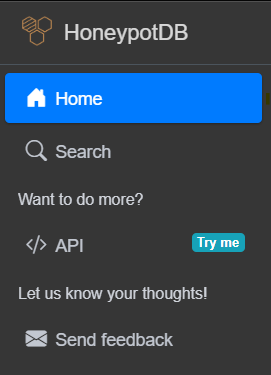 HoneypotDB
Home
Search
Want to do more?
API Try me
Let us know your thoughts!
Send feedback